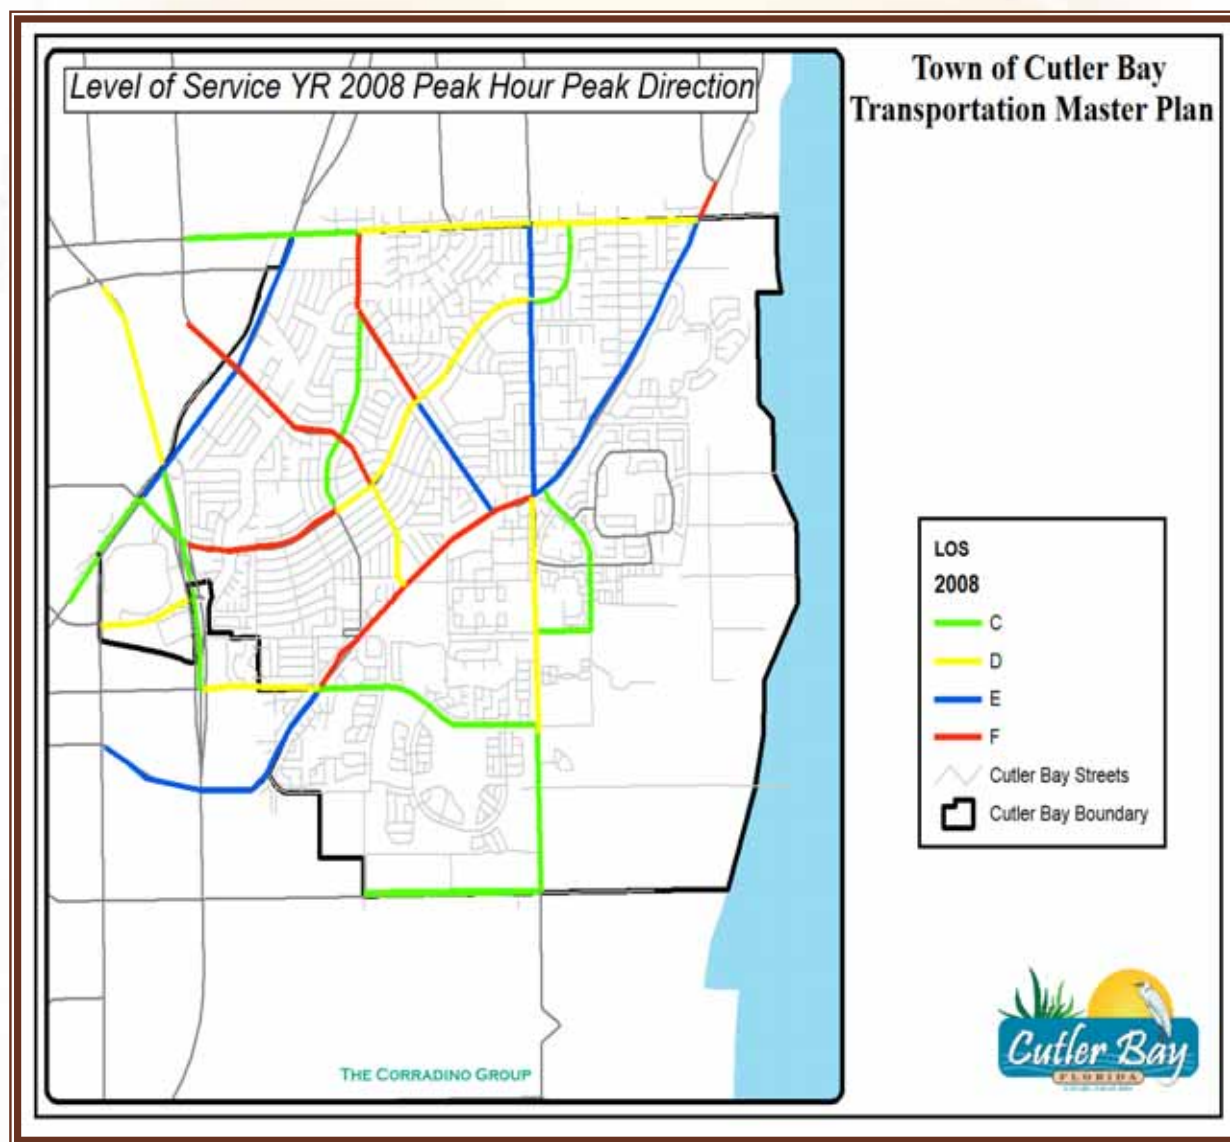 Level of Service YR 2008 Peak Hour Peak Direction
Town of Cutler Bay
Transportation Master Plan
LOS
2008
C
D
E
F
Cutler Bay Streets
Cutler Bay Boundary
THE CORRADINO GROUP
Cutler Bay
FLORIDA